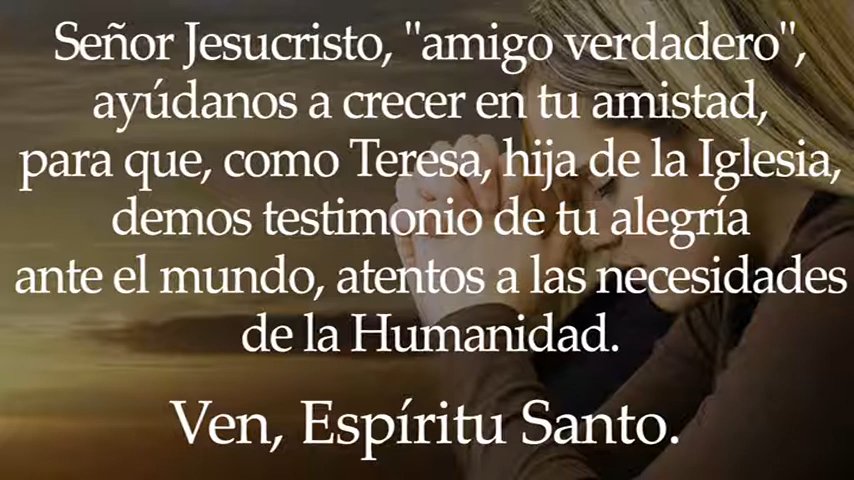 Señor Jesucristo, "amigo verdadero",
ayúdanos a crecer en tu amistad,
para que, como Teresa, hija de la Iglesia,
demos testimonio de tu alegría
ante el mundo, atentos a las necesidades
de la Humanidad.
Ven, Espíritu Santo.